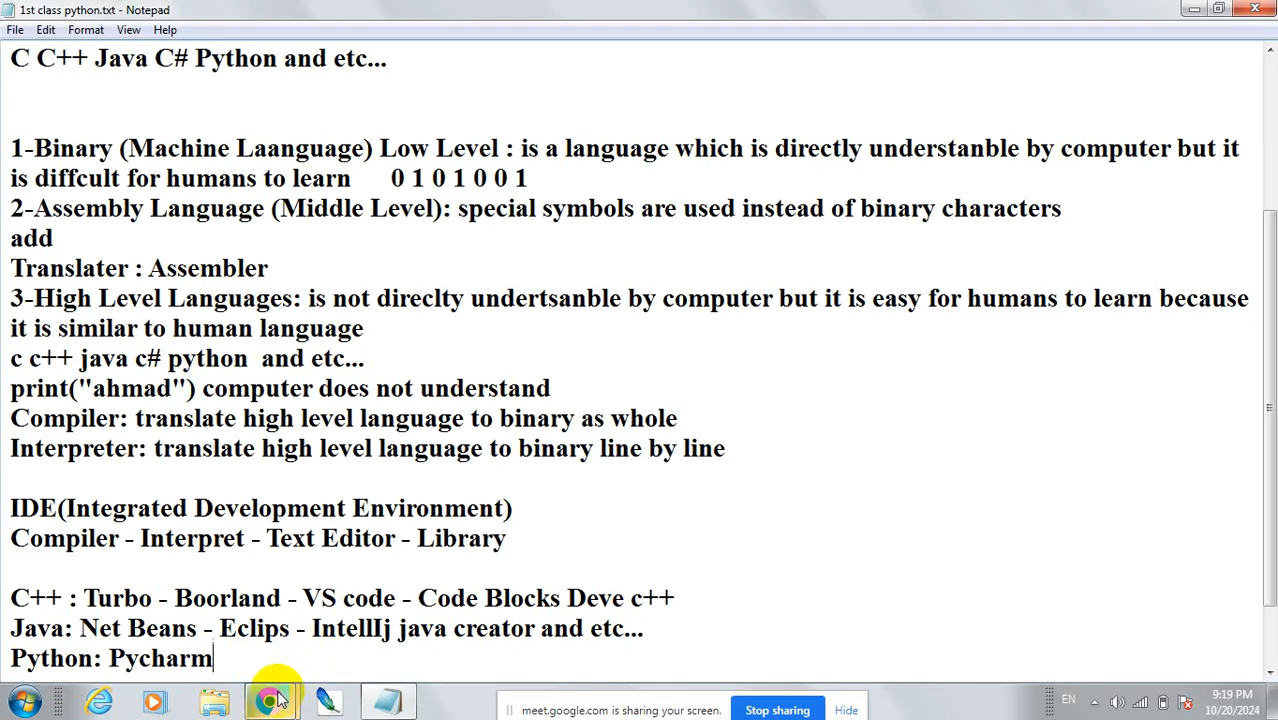 1st class python.txt - Notepad
File Edit Format View Help
C C++ Java C# Python and etc...
1-Binary (Machine Laanguage) Low Level : is a language which is directly understanble by computer but it
is diffcult for humans to learn 0 1 0 1 0 0 1
2-Assembly Language (Middle Level): special symbols are used instead of binary characters
add
Translater : Assembler
3-High Level Languages: is not direclty undertsanble by computer but it is easy for humans to learn because
it is similar to human language
c c++ java c# python and etc...
print("ahmad") computer does not understand
Compiler: translate high level language to binary as whole
Interpreter: translate high level language to binary line by line
IDE(Integrated Development Environment)
Compiler - Interpret - Text Editor - Library
C++ : Turbo - Boorland - VS code - Code Blocks Deve c++
Java: Net Beans - Eclips - IntellIj java creator and etc...
Python: Pycharm
meet.google.com is sharing your screen. Stop sharing Hide
EN
9:19 PM
10/20/2024